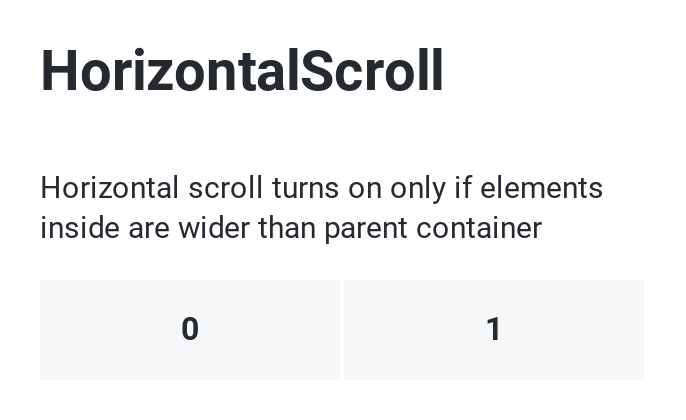 HorizontalScroll
Horizontal scroll turns on only if elements
inside are wider than parent container
0 1